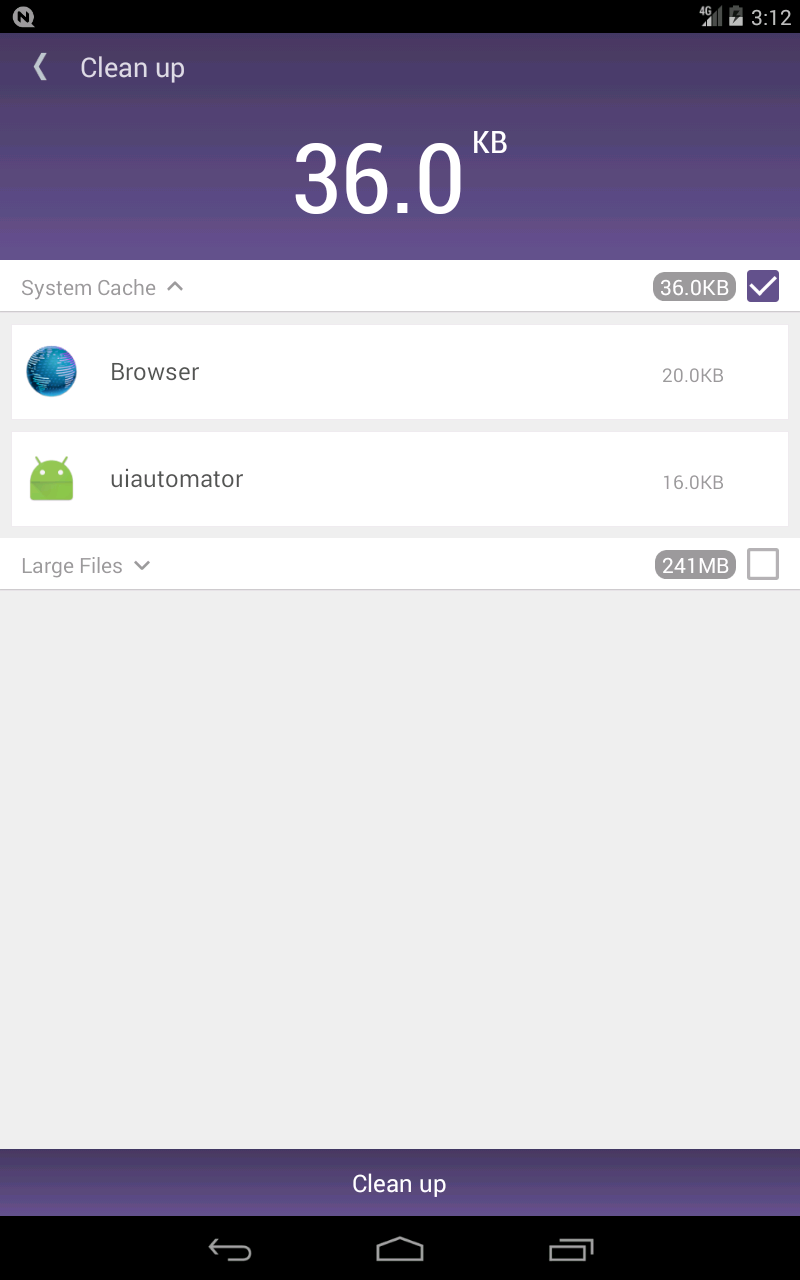 4G 3:12
Clean up
36.0 KB
System Cache 36.0KB
Browser 20.0KB
uiautomator 16.0KB
Large Files 241MB
Clean up